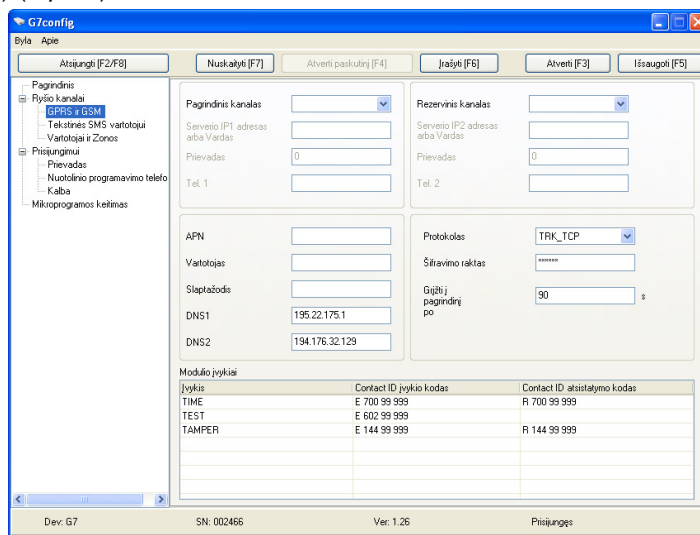 G7config
Byla Apie
Atsijungti [F2/F8] Nuskaityti [F7] Atverti paskutinį [F4] Įrašyti [F6] Atverti [F3] Išsaugoti [F5]
Pagrindinis
Ryšio kanalai
GPRS ir GSM
Tekstinės SMS vartotojui
Vartotojai ir Zonos
Prisijungimui
Prievadas
Nuotolinio programavimo telefo
Kalba
Mikroprogramos keitimas
Pagrindinis kanalas
Serverio IP1 adresas
arba Vardas
Prievadas 0
Tel. 1
Rezervinis kanalas
Serverio IP2 adresas
arba Vardas
Prievadas 0
Tel. 2
APN
Vartotojas
Slaptažodis
DNS1 195.22.175.1
DNS2 194.176.32.129
Protokolas TRK_TCP
Šifravimo raktas ******
Grįžti į
pagrindinį
po
90 s
Modulio įvykiai
Įvykis Contact ID įvykio kodas Contact ID atsistatymo kodas
TIME E 700 99 999 R 700 99 999
TEST E 602 99 999
TAMPER E 144 99 999 R 144 99 999
Dev: G7 SN: 002466 Ver: 1.26 Prisijungęs